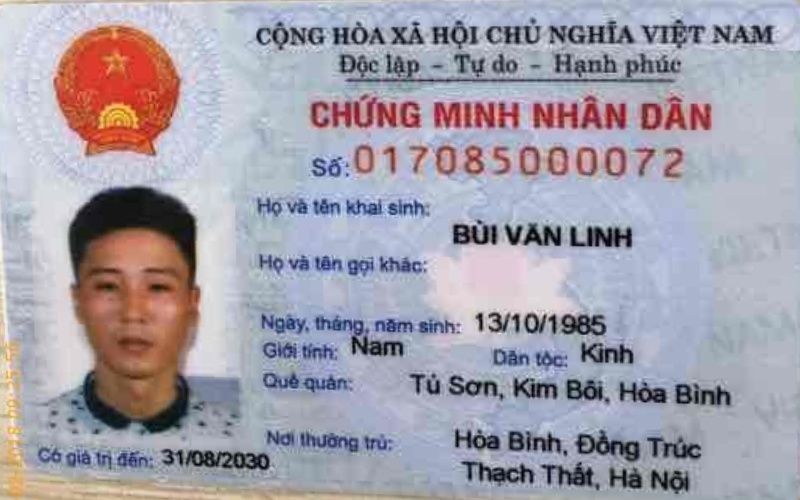 CỘNG HÒA XÃ HỘI CHỦ NGHĨA VIỆT NAM
Độc lập - Tự do - Hạnh phúc
CHỨNG MINH NHÂN DÂN
Số: 017085000072
Họ và tên khai sinh:
BÙI VĂN LINH
Họ và tên gọi khác:
Ngày, tháng, năm sinh: 13/10/1985
Giới tính: Nam Dân tộc: Kinh
Quê quán: Tú Sơn, Kim Bôi, Hòa Bình
Nơi thường trú: Hòa Bình, Đồng Trúc
Thạch Thất, Hà Nội
Có giá trị đến: 31/08/2030